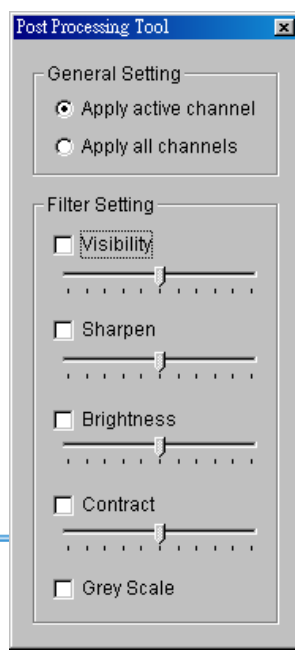 Post Processing Tool
General Setting
Apply active channel
Apply all channels
Filter Setting
Visibility
Sharpen
Brightness
Contract
Grey Scale